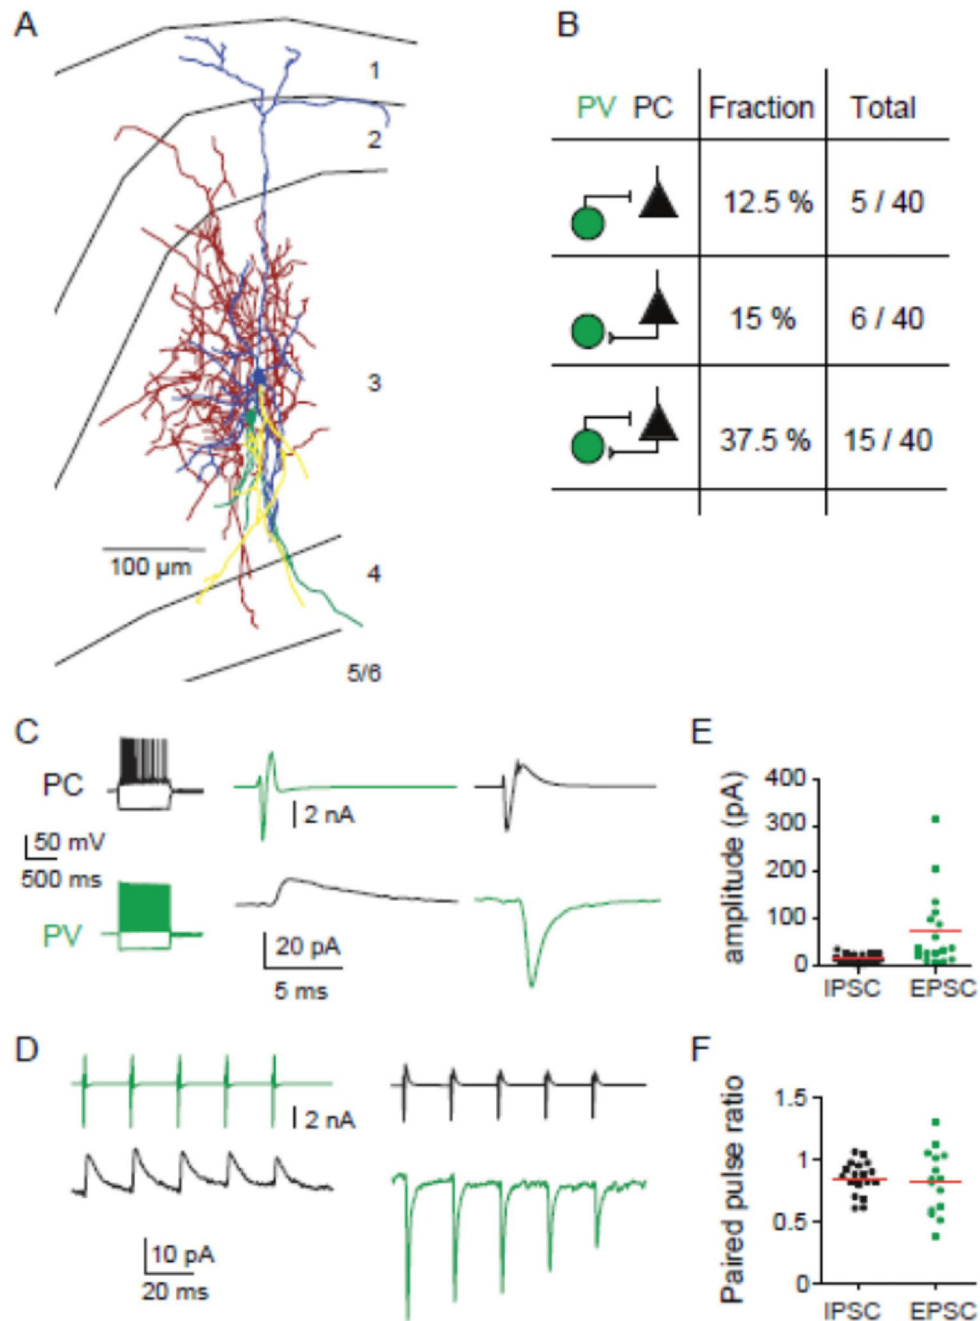 A
1
2
3
100 µm
4
5/6
B
PV PC Fraction Total
12.5 % 5 / 40
15 % 6 / 40
37.5 % 15 / 40
C
PC
50 mV
500 ms
PV
2 nA
20 pA
5 ms
D
2 nA
10 pA
20 ms
E
amplitude (pA)
400
300
200
100
0
IPSC EPSC
F
Paired pulse ratio
1.5
1
0.5
0
IPSC EPSC